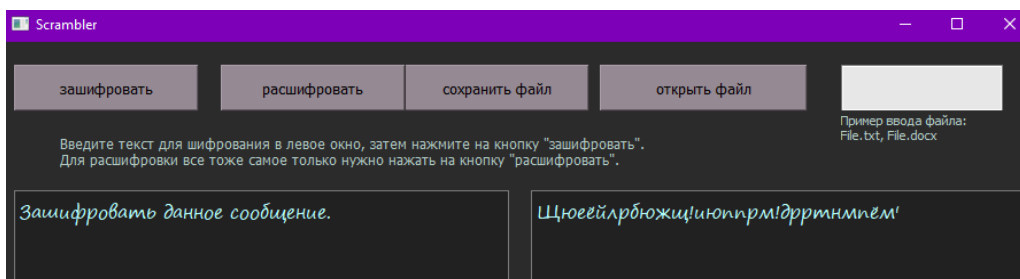 Scrambler
зашифровать
расшифровать
сохранить файл
открыть файл
Пример ввода файла:
File.txt, File.docx
Введите текст для шифрования в левое окно, затем нажмите на кнопку "зашифровать".
Для расшифровки все тоже самое только нужно нажать на кнопку "расшифровать".
Зашифровать данное сообщение.
Щюеёйлрбюжщ!июппрм!дрртнмпём'